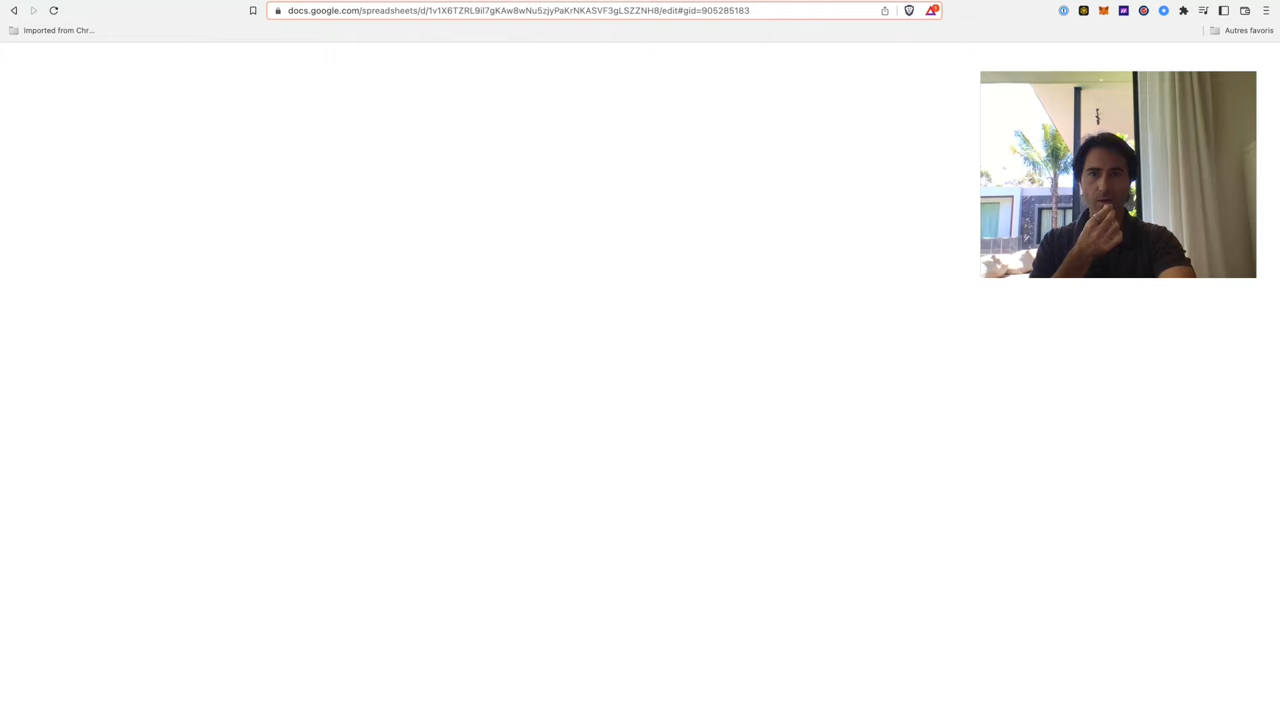 docs.google.com/spreadsheets/d/1v1X6TZRL9il7gKAw8wNu5zjyPaKrNKASVF3gLSZZNH8/edit#gid=905285183
Imported from Chr...
Autres favoris